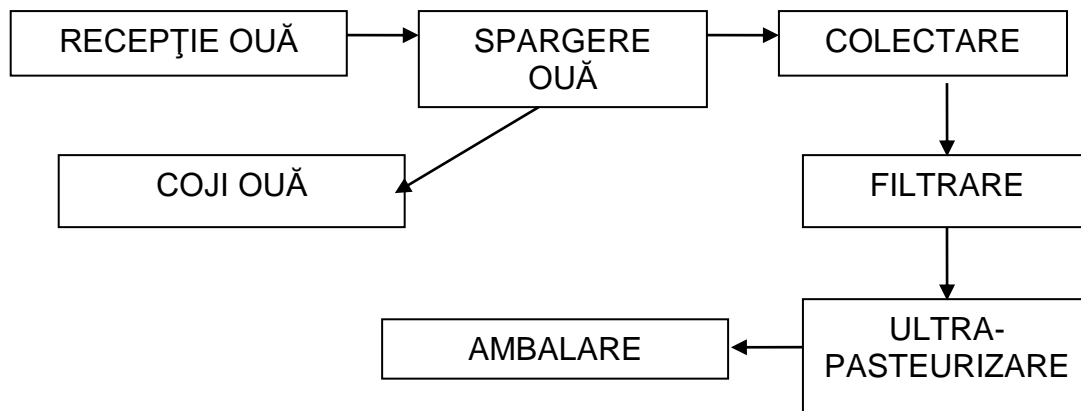 RECEPŢIE OUĂ
SPARGERE
OUĂ
COLECTARE
COJI OUĂ
FILTRARE
AMBALARE
ULTRA-
PASTEURIZARE